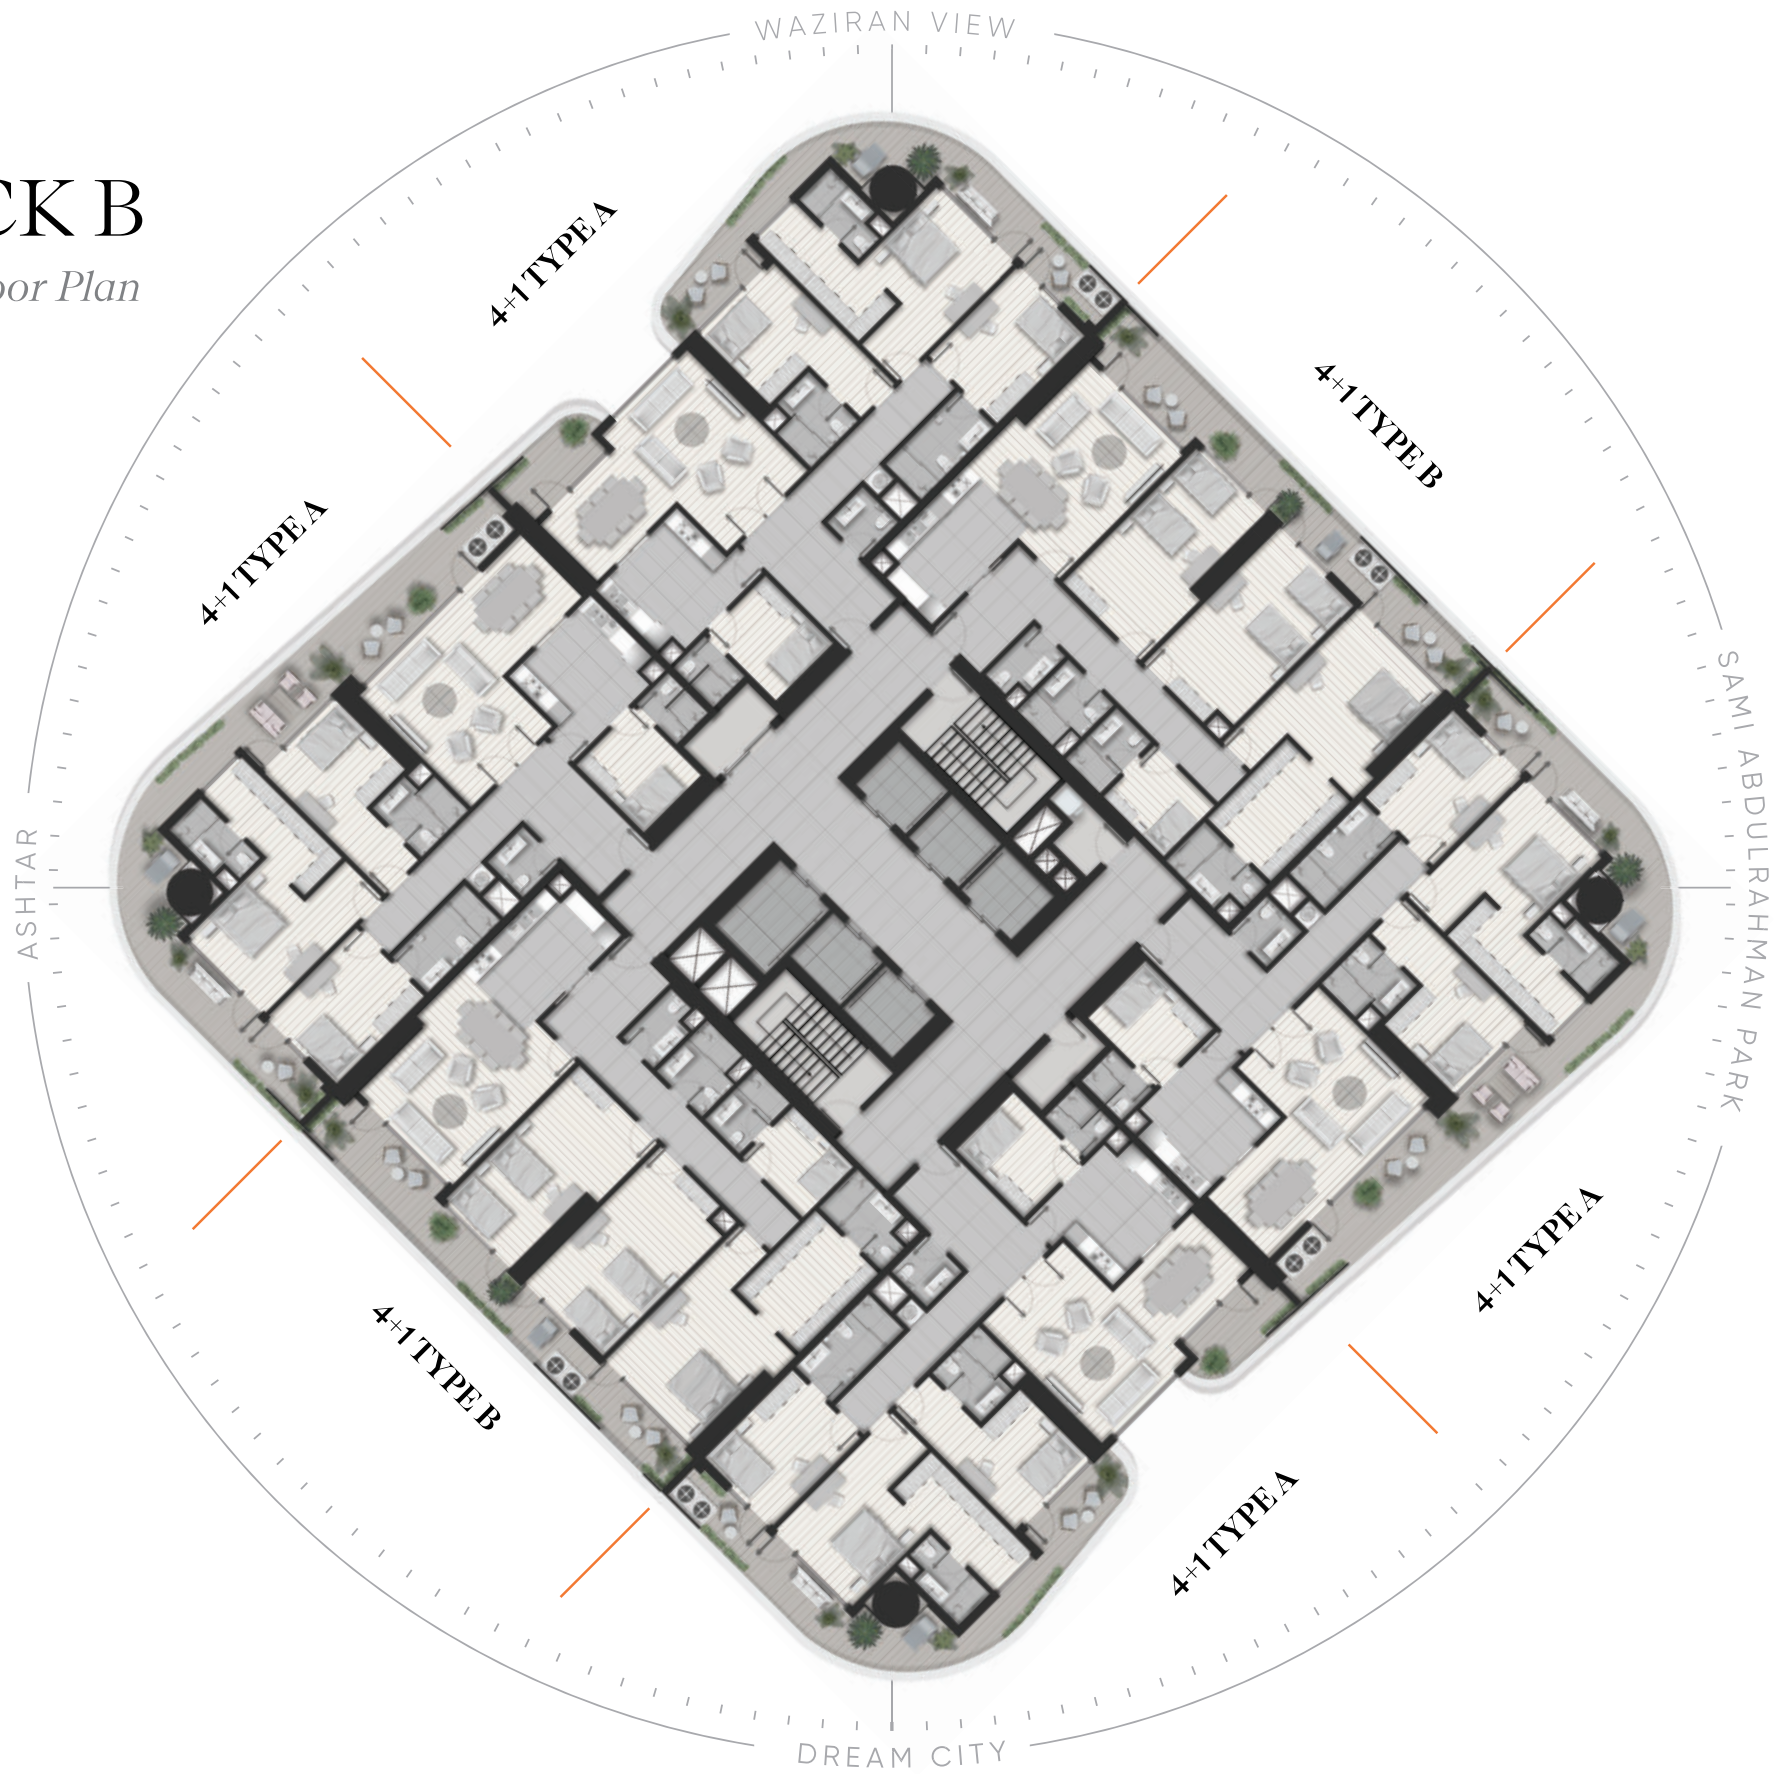 WAZIRAN VIEW
CK B
oor Plan
4+1 TYPE A
4+1 TYPE B
4+1 TYPE A
SAMI ABDULRAHMAN PARK
ASHTAR
4+1 TYPE A
4+1 TYPE B
4+1 TYPE A
DREAM CITY